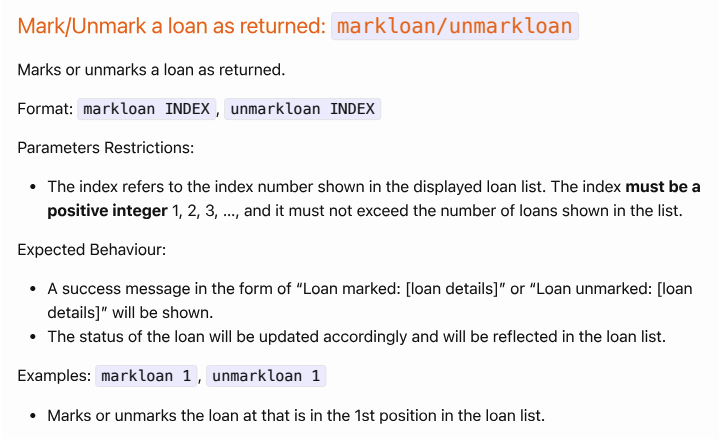 Mark/Unmark a loan as returned: markloan/unmarkloan
Marks or unmarks a loan as returned.
Format: markloan INDEX, unmarkloan INDEX
Parameters Restrictions:
• The index refers to the index number shown in the displayed loan list. The index must be a
positive integer 1, 2, 3, …, and it must not exceed the number of loans shown in the list.
Expected Behaviour:
• A success message in the form of “Loan marked: [loan details]” or “Loan unmarked: [loan
details]” will be shown.
• The status of the loan will be updated accordingly and will be reflected in the loan list.
Examples: markloan 1, unmarkloan 1
• Marks or unmarks the loan at that is in the 1st position in the loan list.